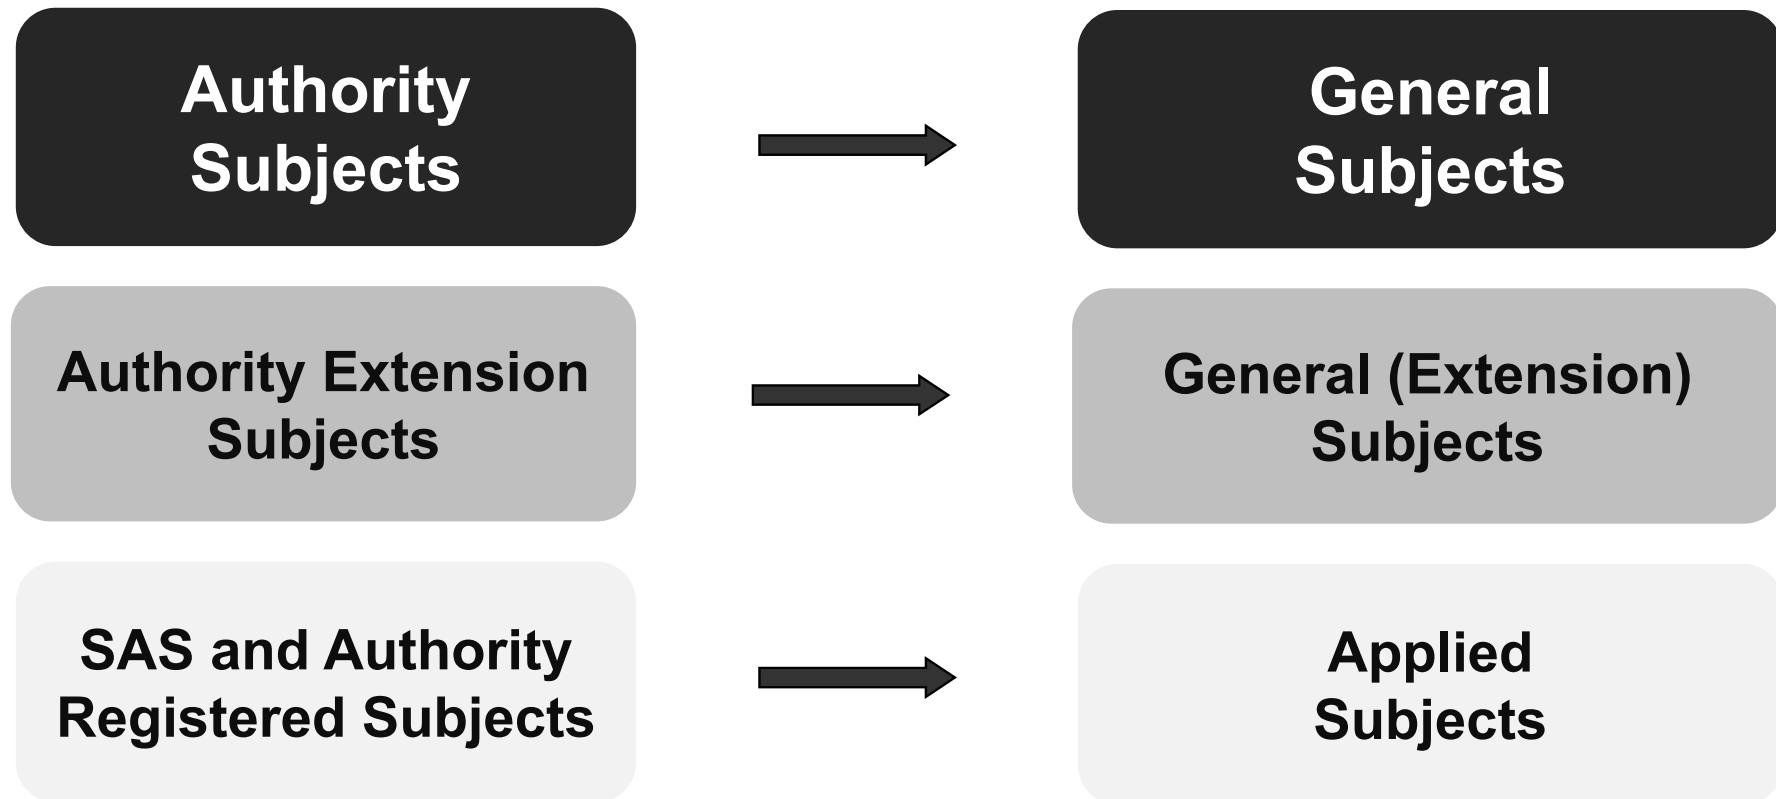 Authority
Subjects
General
Subjects
Authority Extension
Subjects
General (Extension)
Subjects
SAS and Authority
Registered Subjects
Applied
Subjects